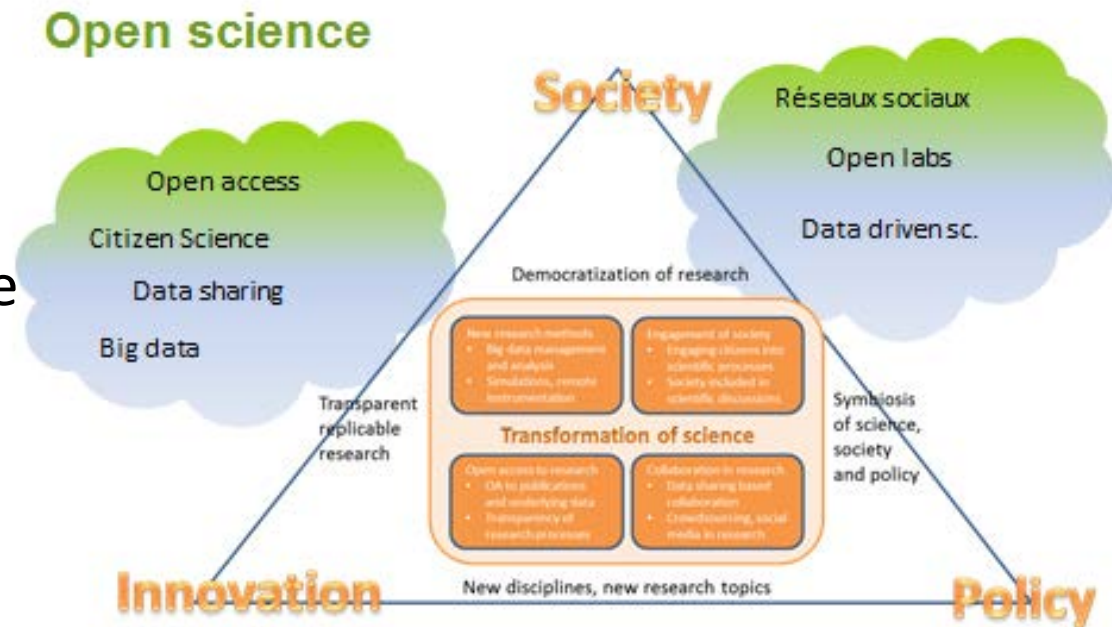 Open science
Society
Réseaux sociaux
Open labs
Data driven sc.
Open access
Citizen Science
e
Data sharing
Big data
Democratization of research
New research methods
• Big data management
and analysis
• Simulations, remote
instrumentation
Engagement of society
• Engaging citizens into
scientific processes
• Society included in
scientific discussions
Transparent
replicable
research
Transformation of science
Symbiosis
of science,
society
and policy
Open access to research
• OA to publications
and underlying data
• Transparency of
research processes
Collaboration in research
• Data sharing based
collaboration
• Crowdsourcing, social
media in research
Innovation
New disciplines, new research topics
Policy